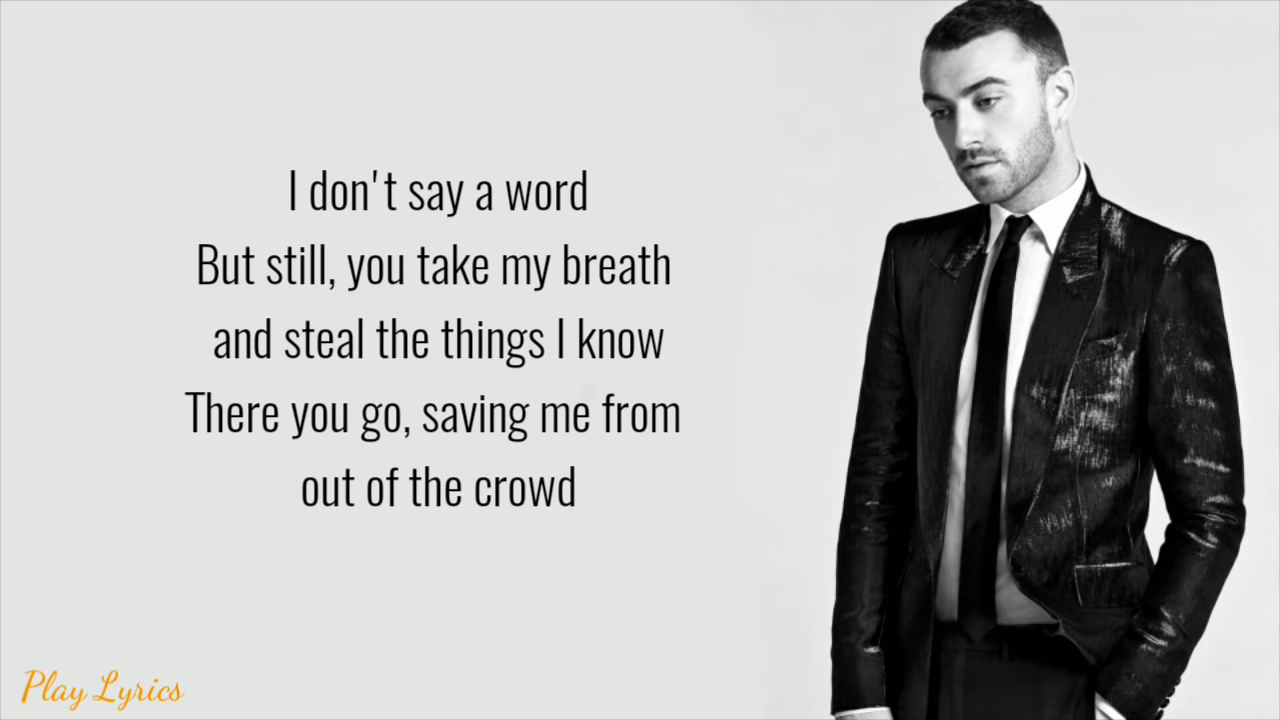 I don't say a word
But still, you take my breath
and steal the things I know
There you go, saving me from
out of the crowd
Play Lyrics